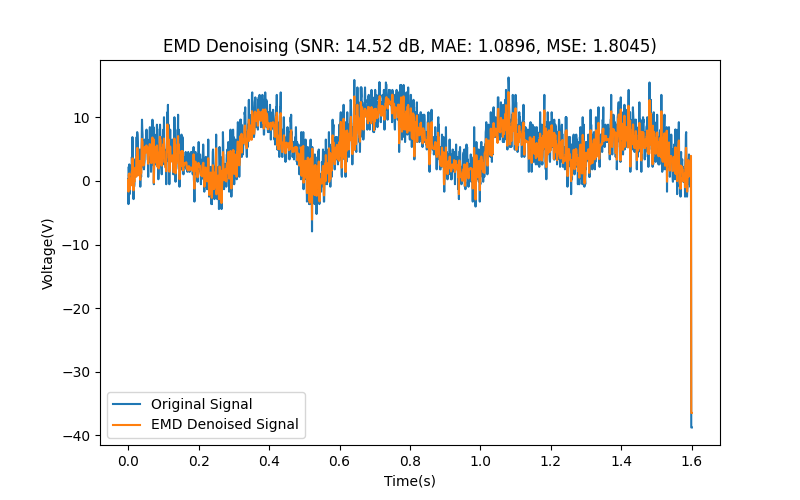 EMD Denoising (SNR: 14.52 dB, MAE: 1.0896, MSE: 1.8045)
10
0
−10
−20
−30
−40
Voltage(V)
Original Signal
EMD Denoised Signal
0.0 0.2 0.4 0.6 0.8 1.0 1.2 1.4 1.6
Time(s)